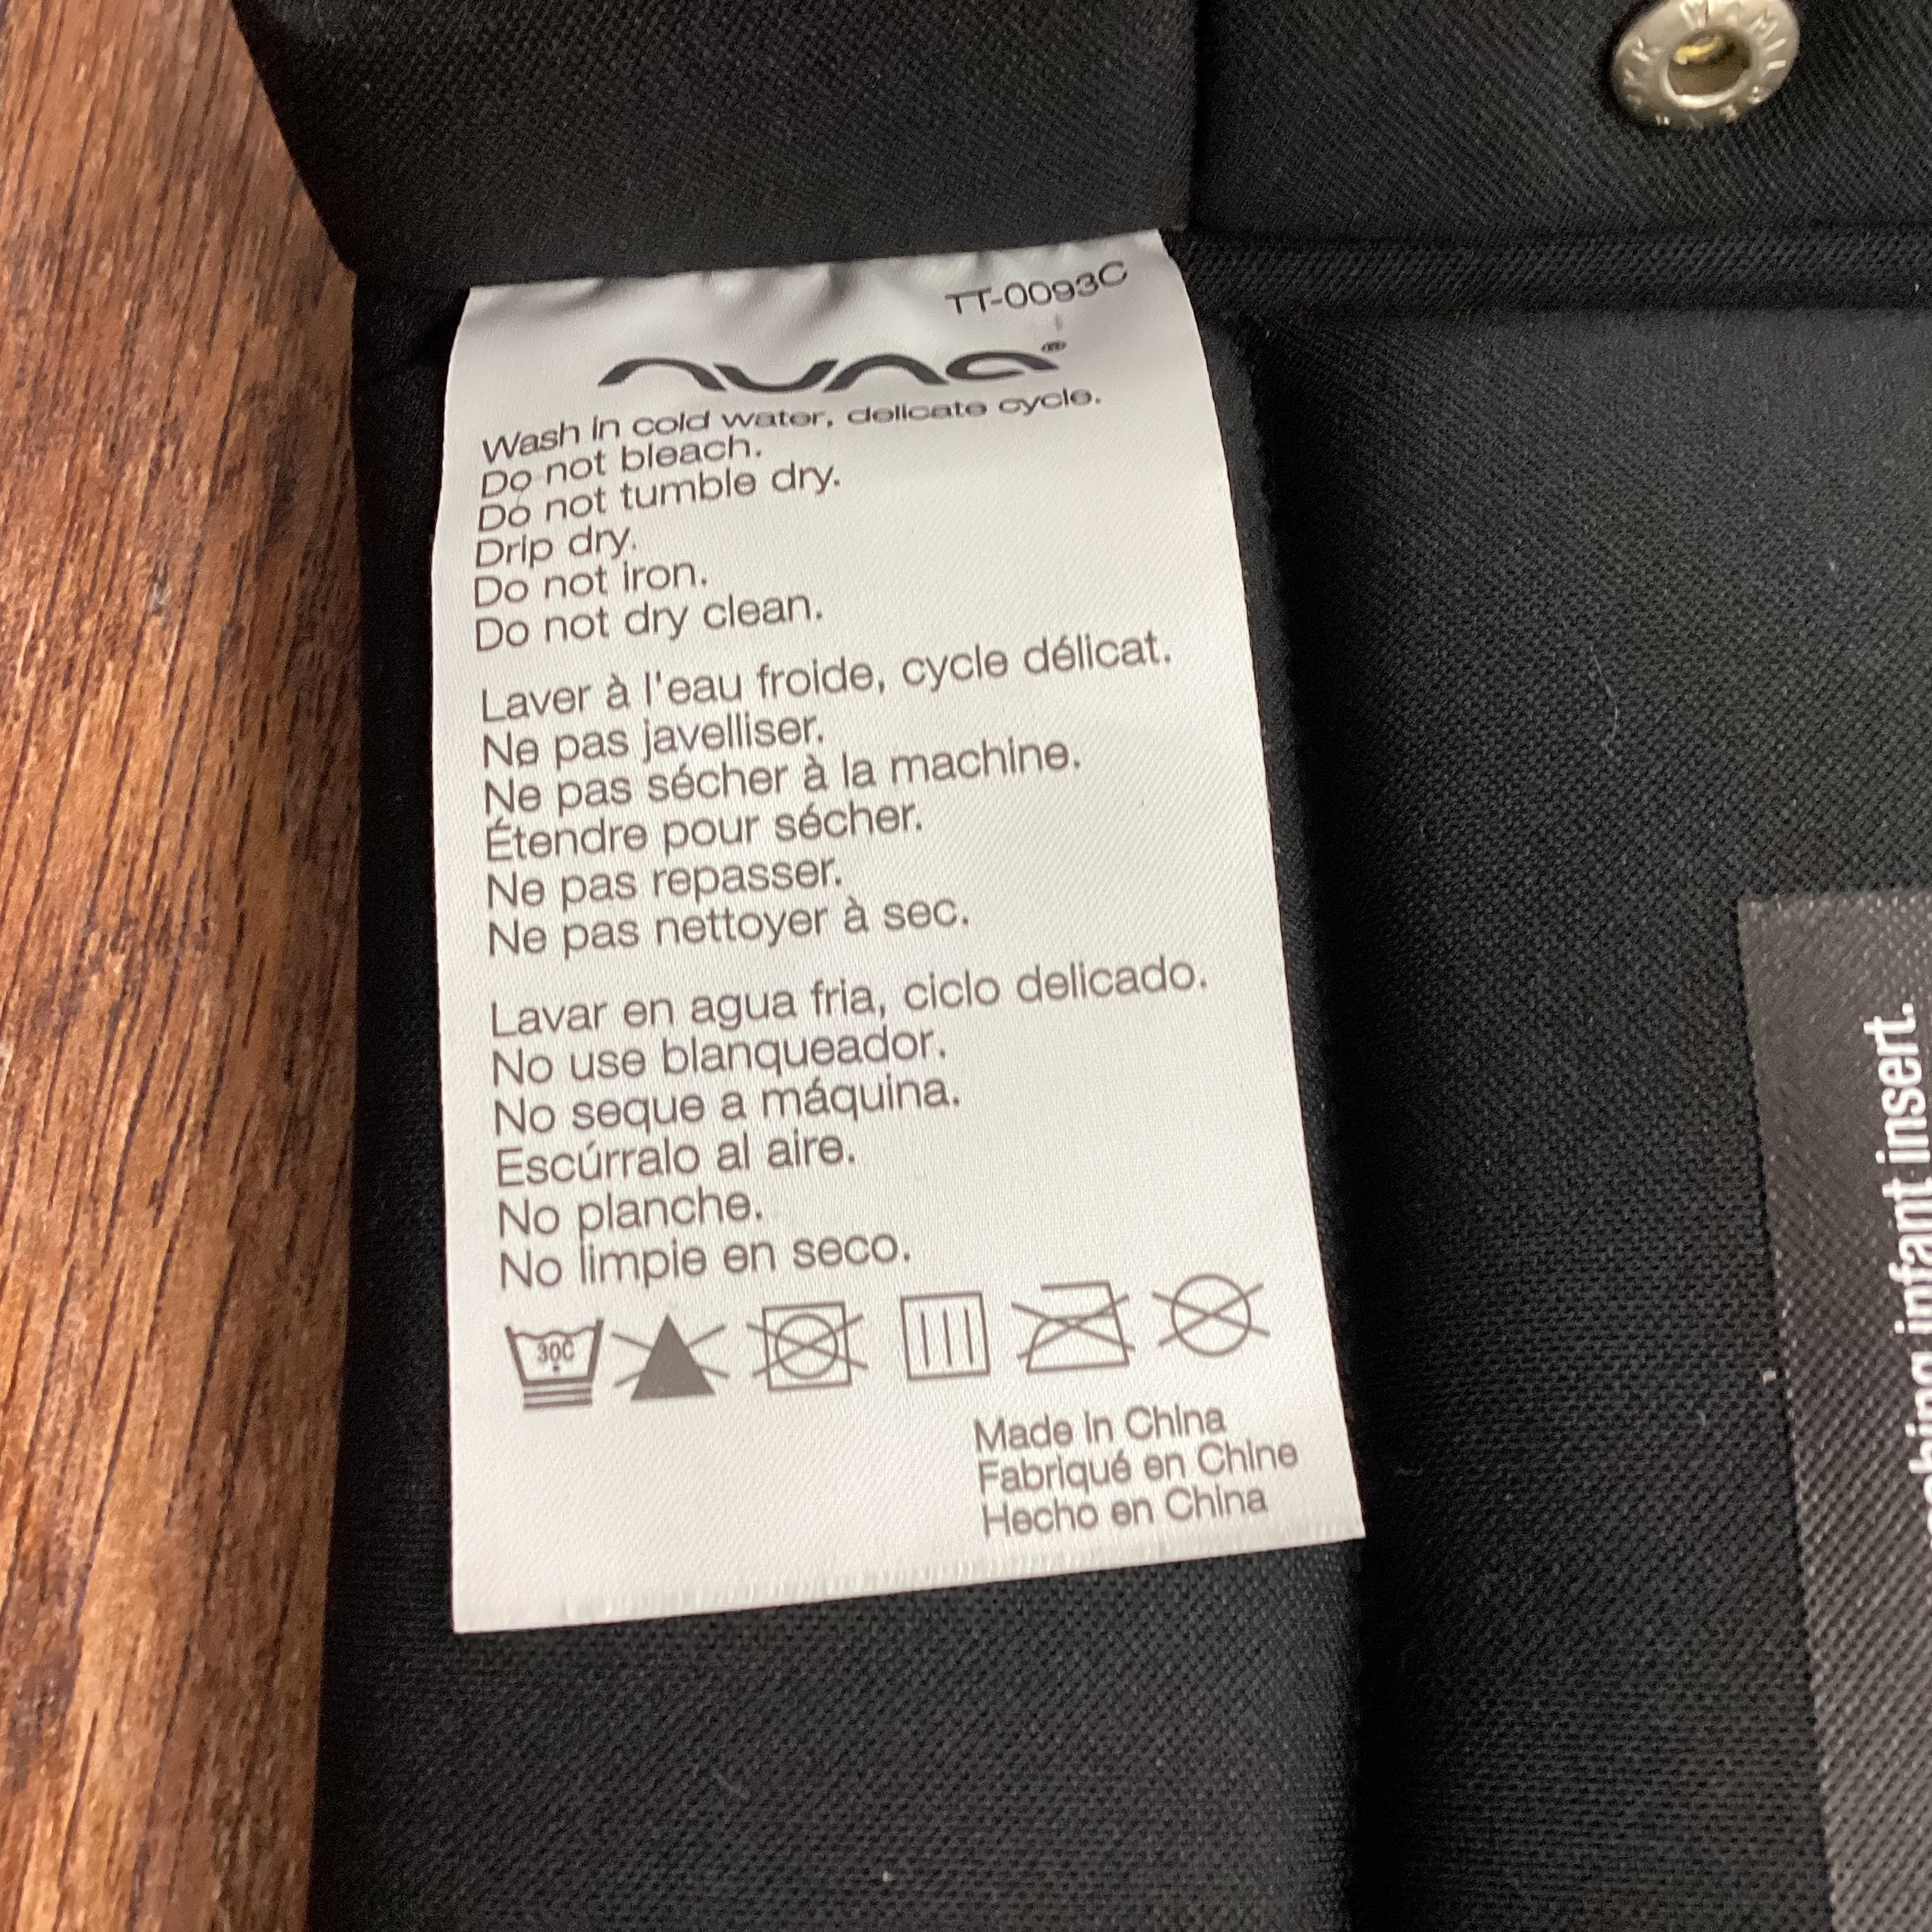 TT-0093C
nuna®
Wash in cold water, delicate cycle.
Do not bleach.
Do not tumble dry.
Drip dry.
Do not iron.
Do not dry clean.
Laver à l'eau froide, cycle délicat.
Ne pas javelliser.
Ne pas sécher à la machine.
Étendre pour sécher.
Ne pas repasser.
Ne pas nettoyer à sec.
Lavar en agua fria, ciclo delicado.
No use blanqueador.
No seque a máquina.
Escúrralo al aire.
No planche.
No limpie en seco.
30C
Made in China
Fabriqué en Chine
Hecho en China
infant insert.